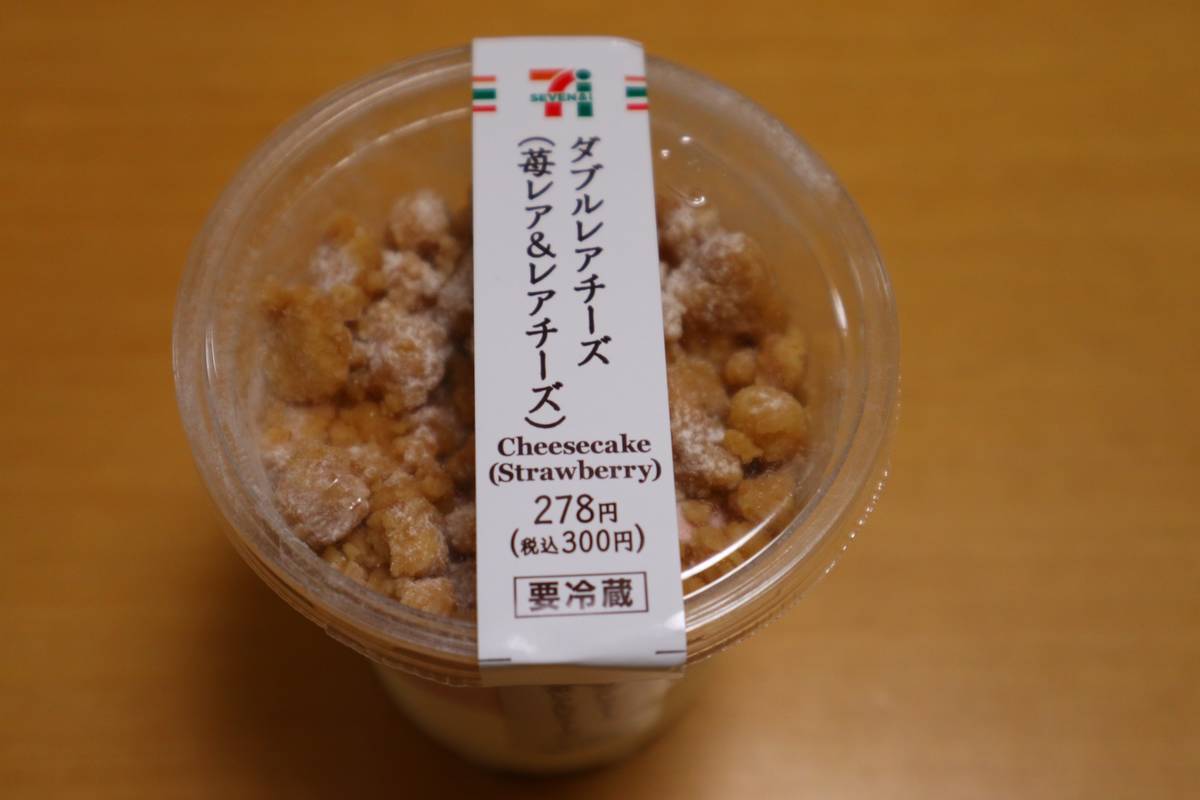 SEVEN&i
ダブルレアチーズ
(苺レア&レアチーズ)
Cheesecake
(Strawberry)
278円
(税込300円)
要冷蔵